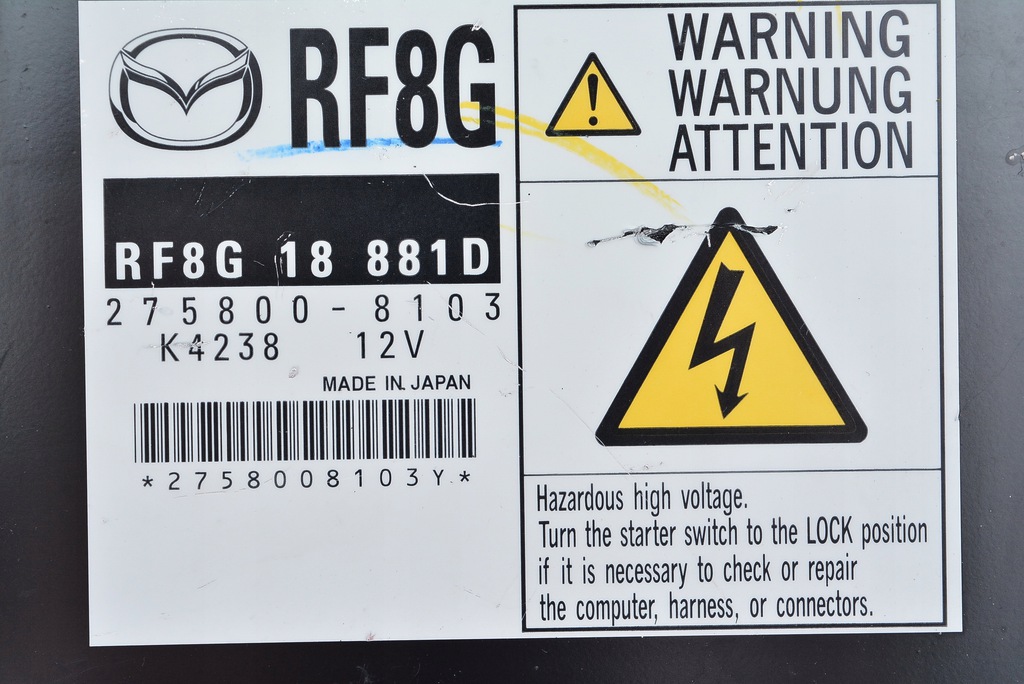 RF8G
RF8G 18 881D
275800-8103
K4238 12V
MADE IN JAPAN
*2758008103Y*
WARNING
WARNUNG
ATTENTION
Hazardous high voltage.
Turn the starter switch to the LOCK position
if it is necessary to check or repair
the computer, harness, or connectors.